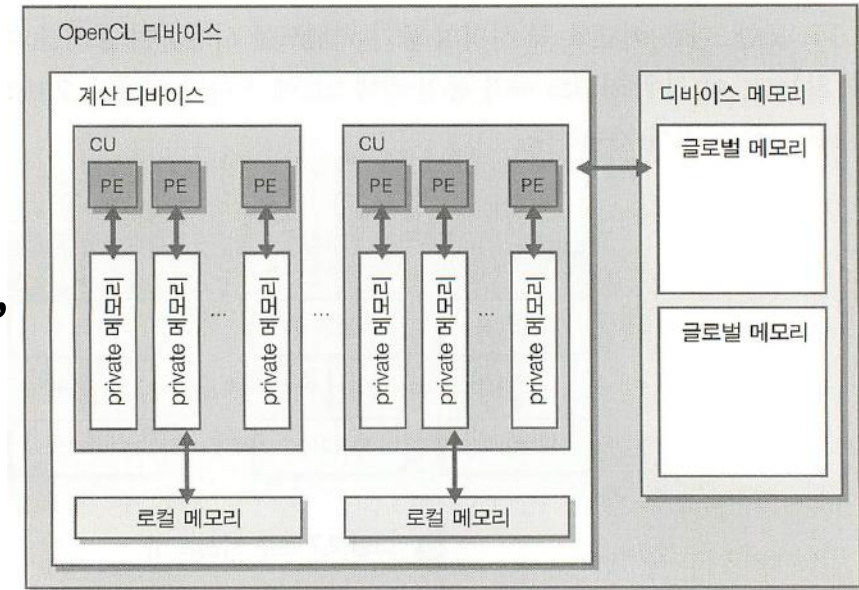 OpenCL 디바이스
계산 디바이스
CU
PE
PE
PE
private 메모리
private 메모리
...
private 메모리
로컬 메모리
...
CU
PE
PE
PE
private 메모리
private 메모리
...
private 메모리
로컬 메모리
디바이스 메모리
글로벌 메모리
글로벌 메모리
,